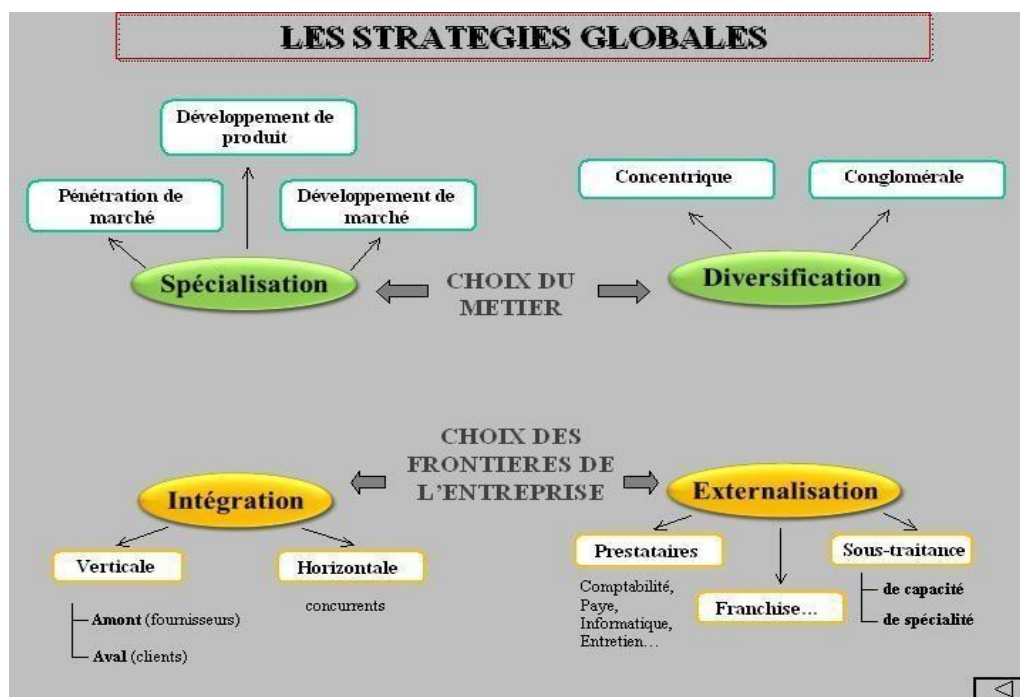 LES STRATEGIES GLOBALES
Développement de
produit
Pénétration de
marché
Développement de
marché
Concentrique
Conglomérale
Spécialisation
CHOIX DU
METIER
Diversification
CHOIX DES
FRONTIERES DE
L'ENTREPRISE
Intégration
Externalisation
Verticale
Horizontale
Prestataires
Sous-traitance
Amont (fournisseurs)
Aval (clients)
concurrents
Comptabilité,
Paye,
Informatique,
Entretien...
Franchise...
de capacité
de spécialité